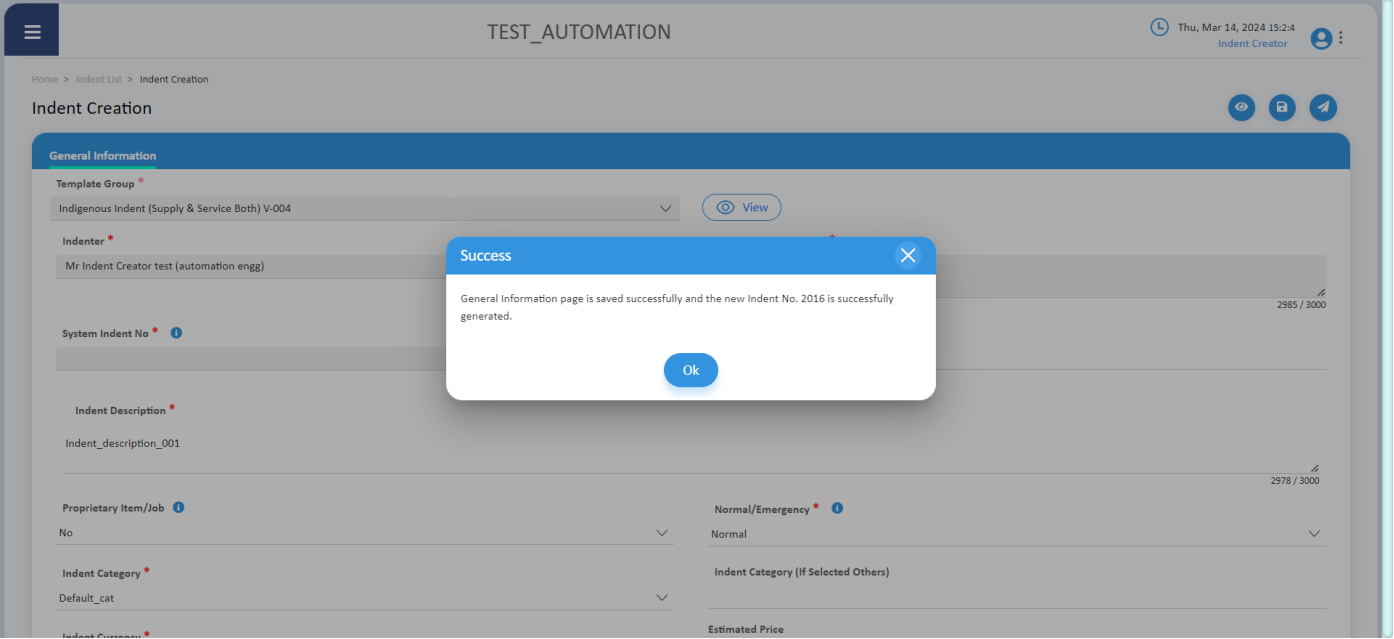 TEST_AUTOMATION
Thu, Mar 14, 2024 15:2:4
Indent Creator
Home > Indent List > Indent Creation
Indent Creation
General Information
Template Group *
Indigenous Indent (Supply & Service Both) V-004
View
Indenter *
*
Mr Indent Creator test (automation engg)
2985 / 3000
Success
General Information page is saved successfully and the new Indent No. 2016 is successfully
generated.
Ok
System Indent No *
Indent Description *
Indent_description_001
2978 / 3000
Proprietary Item/Job
No
Normal/Emergency *
Normal
Indent Category *
Default_cat
Indent Category (If Selected Others)
Indent Currency *
Estimated Price